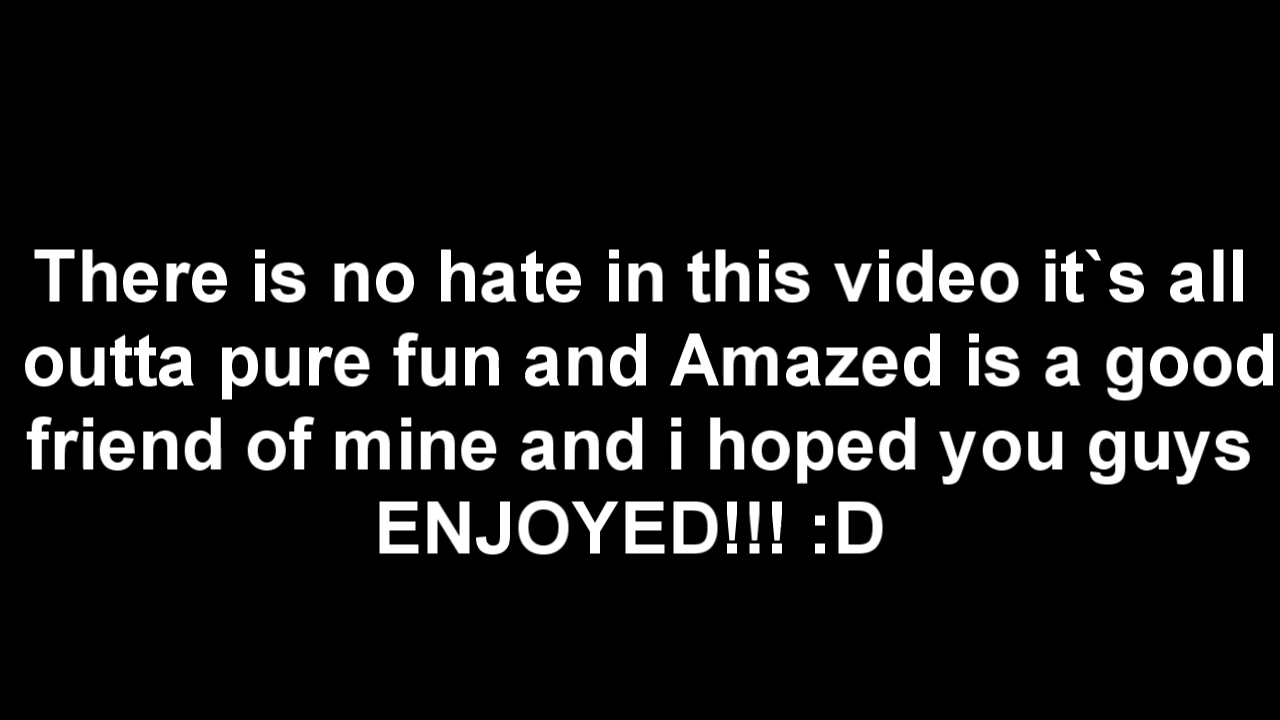 There is no hate in this video it`s all
outta pure fun and Amazed is a good
friend of mine and i hoped you guys
ENJOYED!!! :D